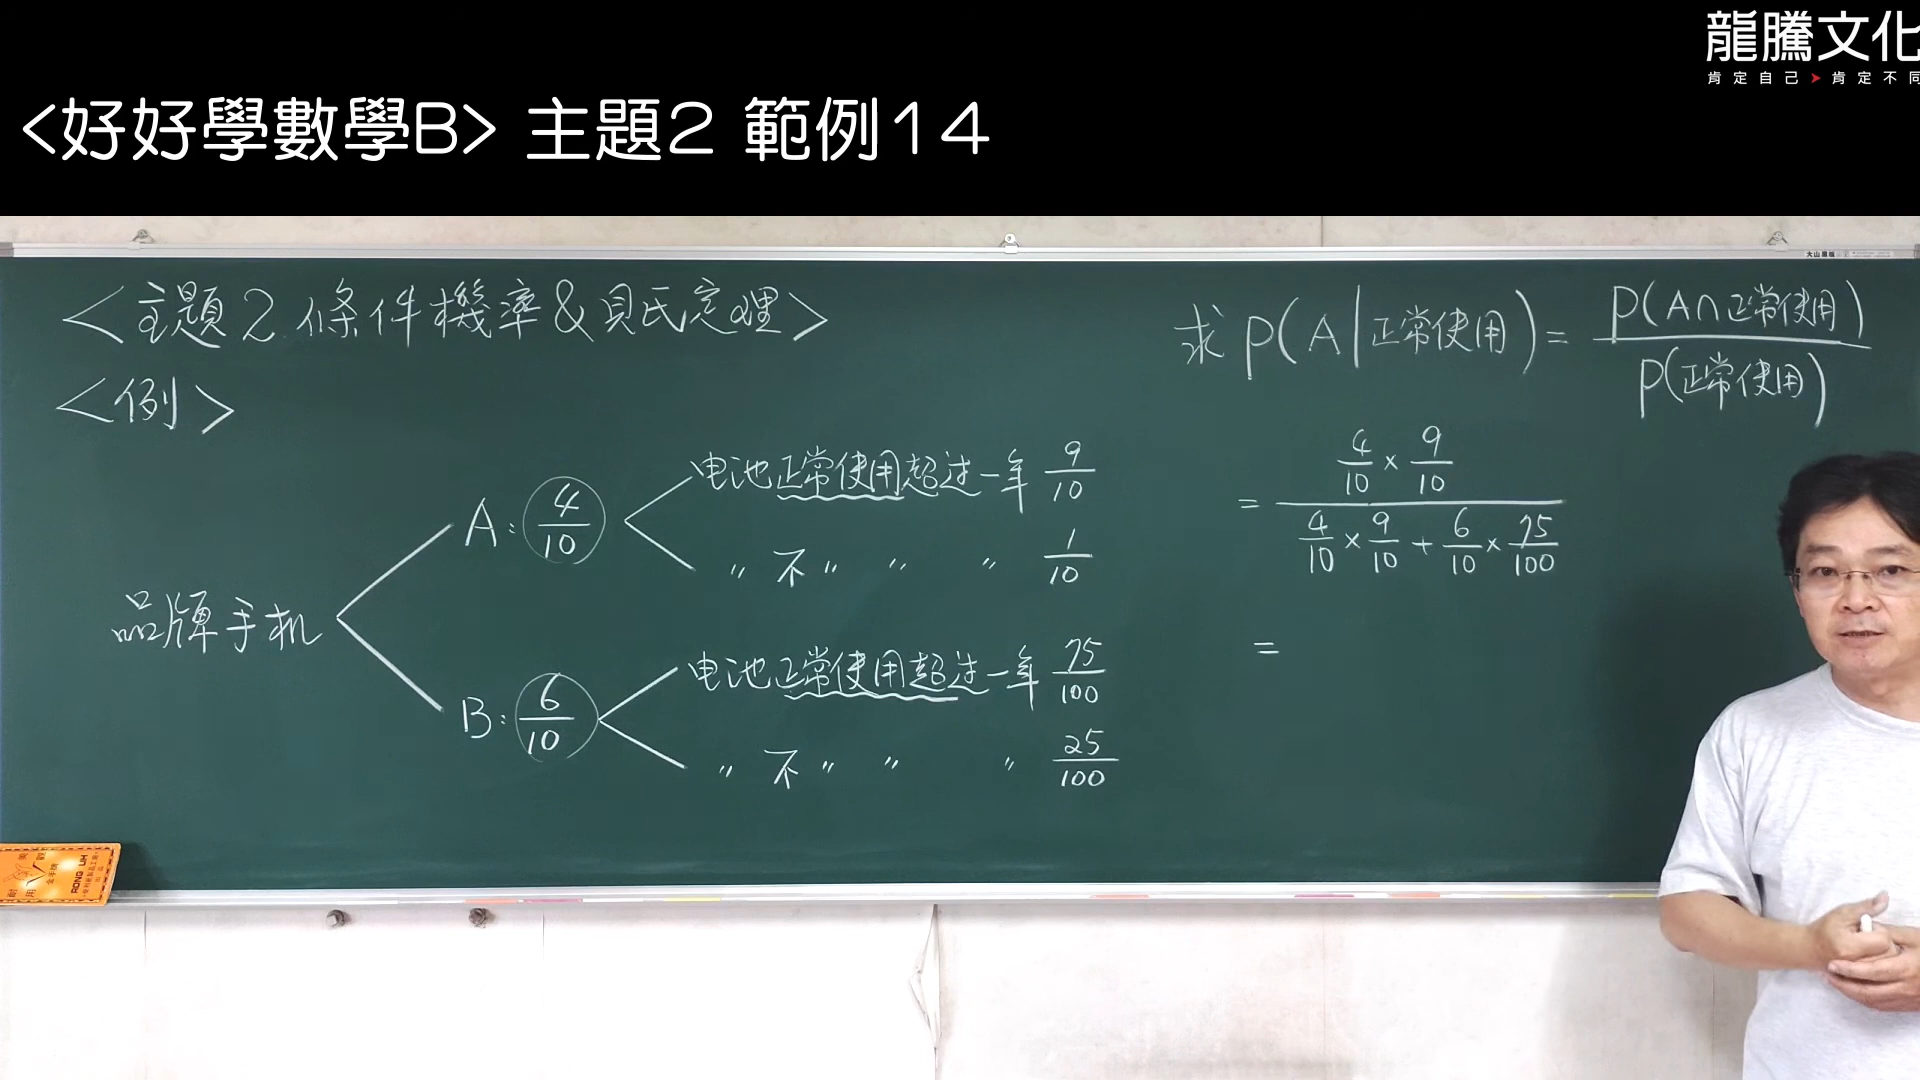 龍騰文化
肯定自己➤肯定不同
<好好學數學B> 主題2 範例14
<主題2.條件機率&貝氏定理>
<例>
品牌手机
A: 4/10
电池正常使用超过一年 9/10
〃 不 〃 〃 〃 1/10
B: 6/10
电池正常使用超过一年 75/100
〃 不 〃 〃 〃 25/100
求 P(A|正常使用) = P(A∩正常使用) / P(正常使用)
= (4/10 × 9/10) / (4/10 × 9/10 + 6/10 × 75/100)
=